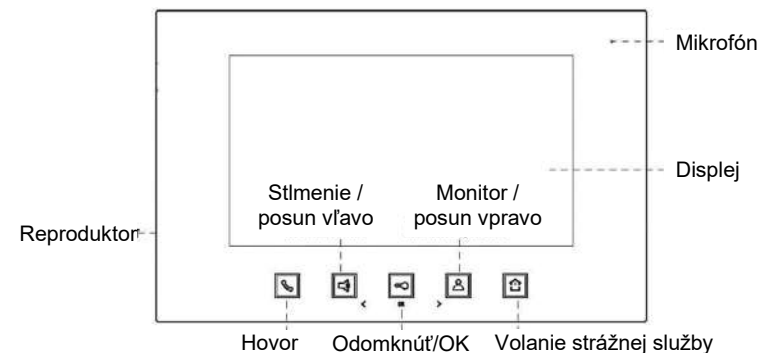 Mikrofón
Displej
Stlmenie /
posun vľavo
Monitor /
posun vpravo
Reproduktor
Hovor
Odomknúť/OK
Volanie strážnej služby